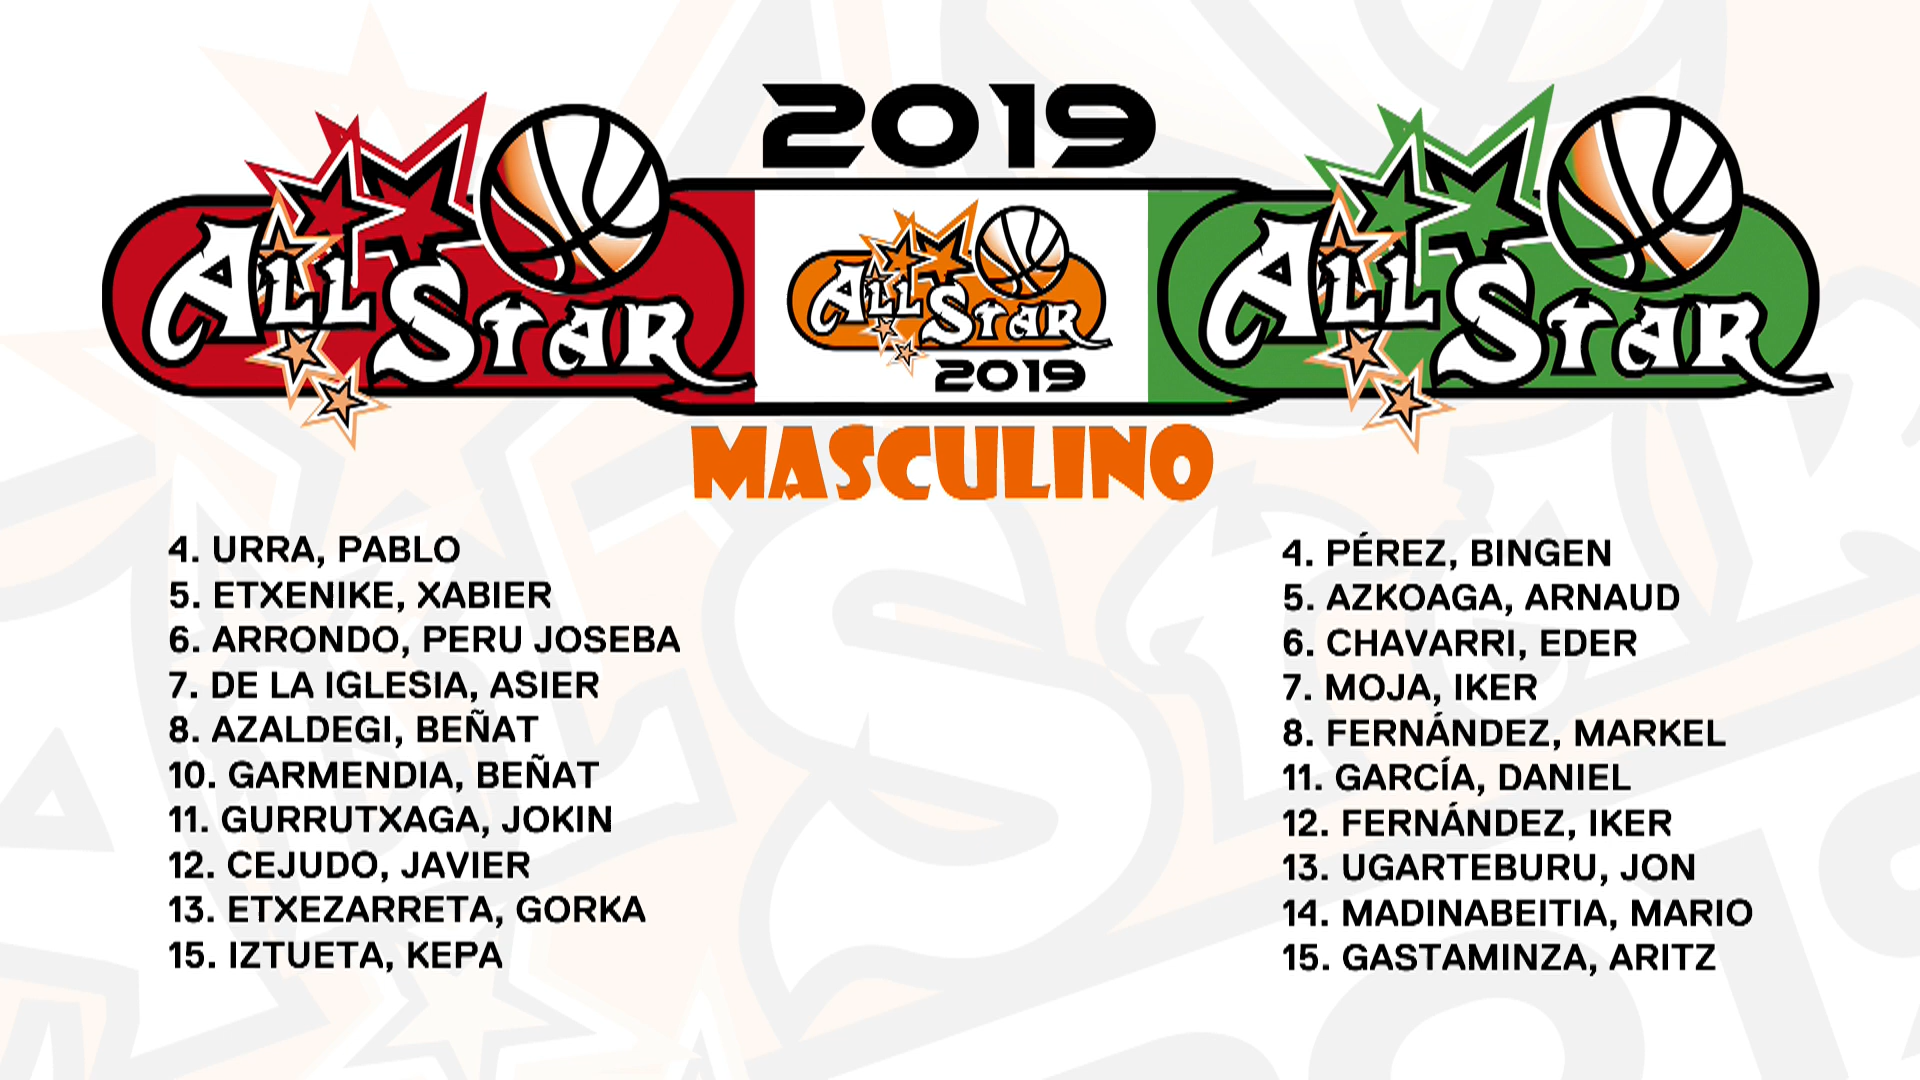 2019
ALL STAR
ALL STAR
2019
ALL STAR
MASCULINO
4. URRA, PABLO
5. ETXENIKE, XABIER
6. ARRONDO, PERU JOSEBA
7. DE LA IGLESIA, ASIER
8. AZALDEGI, BEÑAT
10. GARMENDIA, BEÑAT
11. GURRUTXAGA, JOKIN
12. CEJUDO, JAVIER
13. ETXEZARRETA, GORKA
15. IZTUETA, KEPA
4. PÉREZ, BINGEN
5. AZKOAGA, ARNAUD
6. CHAVARRI, EDER
7. MOJA, IKER
8. FERNÁNDEZ, MARKEL
11. GARCÍA, DANIEL
12. FERNÁNDEZ, IKER
13. UGARTEBURU, JON
14. MADINABEITIA, MARIO
15. GASTAMINZA, ARITZ